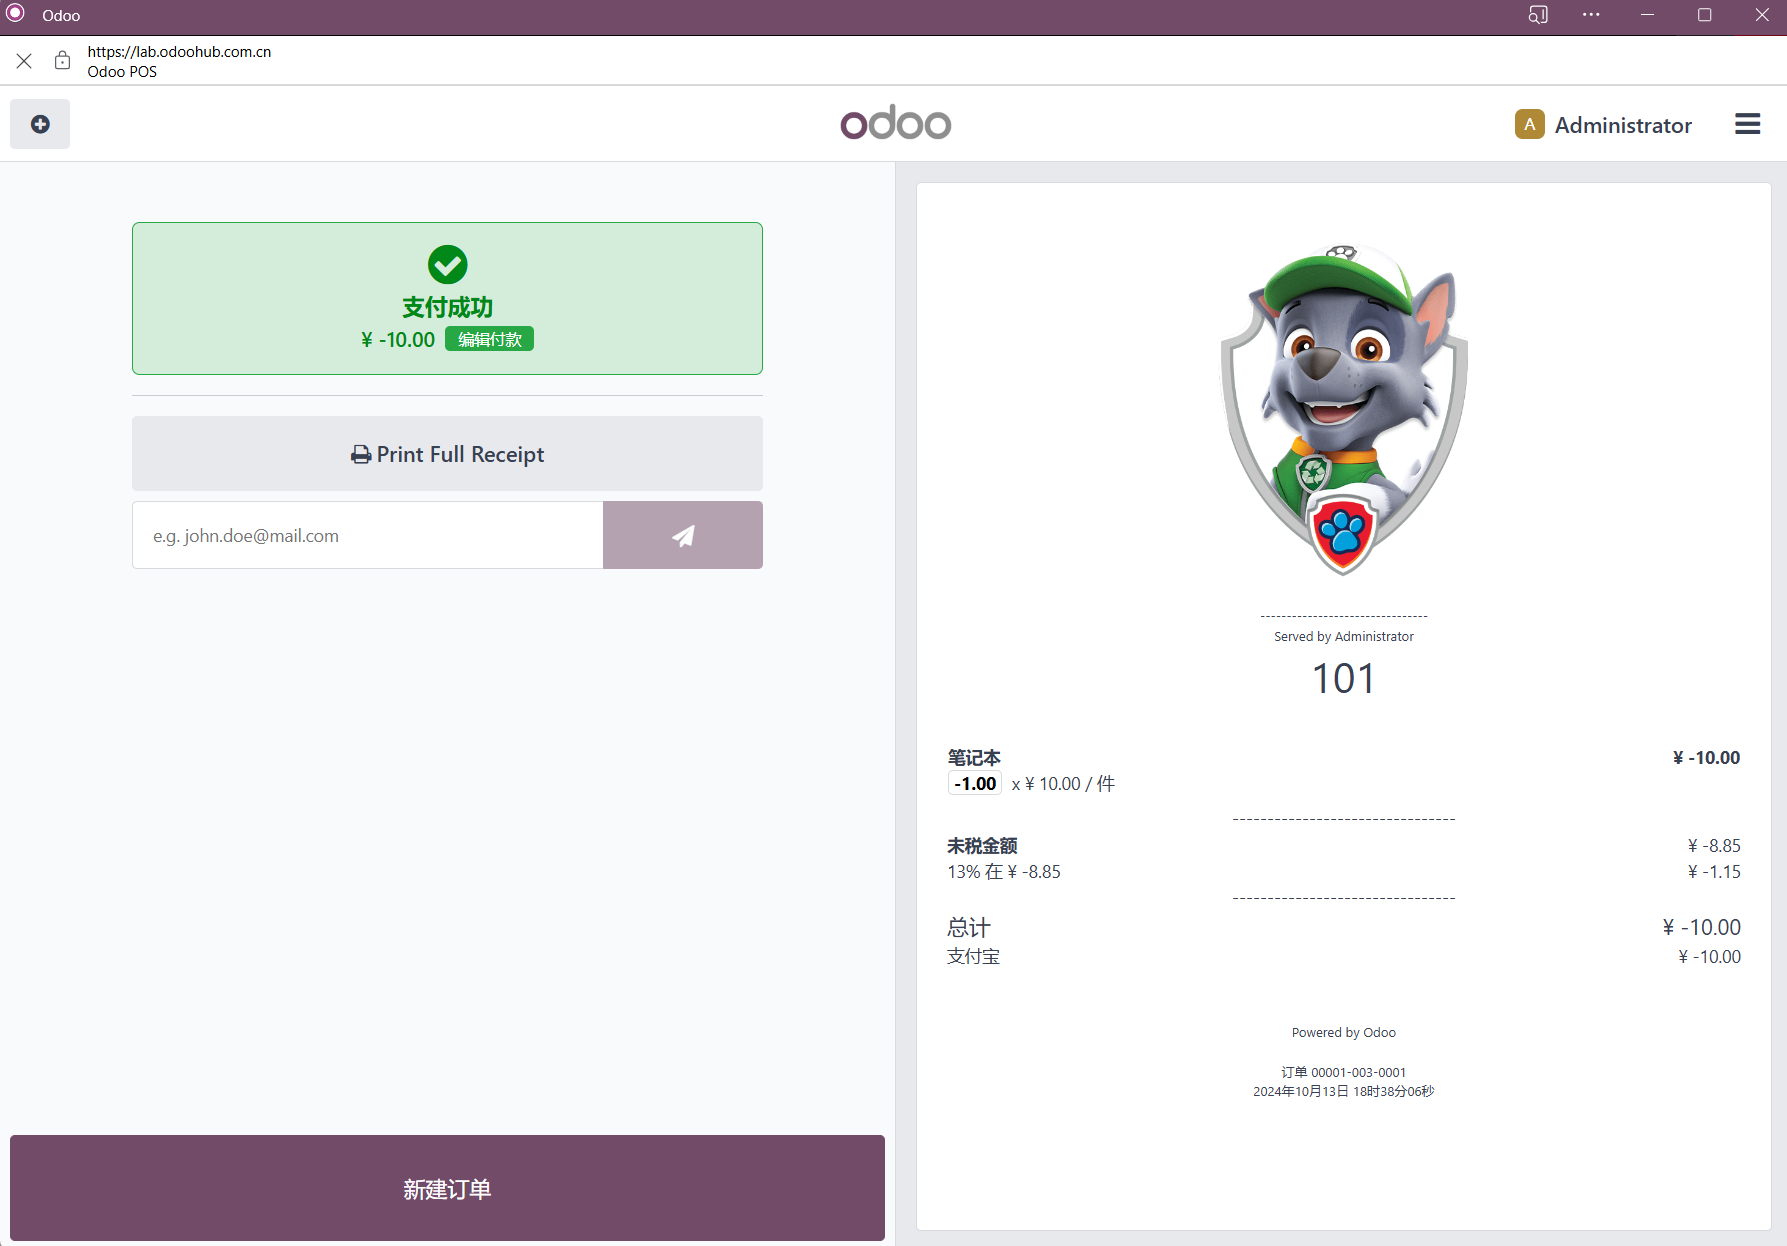 Odoo
https://lab.odoohub.com.cn
Odoo POS
odoo
A Administrator
支付成功
¥ -10.00 编辑付款
Print Full Receipt
e.g. john.doe@mail.com
新建订单
--------------------------------
Served by Administrator
101
笔记本 ¥ -10.00
-1.00 x ¥ 10.00 / 件
--------------------------------
未税金额 ¥ -8.85
13% 在 ¥ -8.85 ¥ -1.15
--------------------------------
总计 ¥ -10.00
支付宝 ¥ -10.00
Powered by Odoo
订单 00001-003-0001
2024年10月13日 18时38分06秒